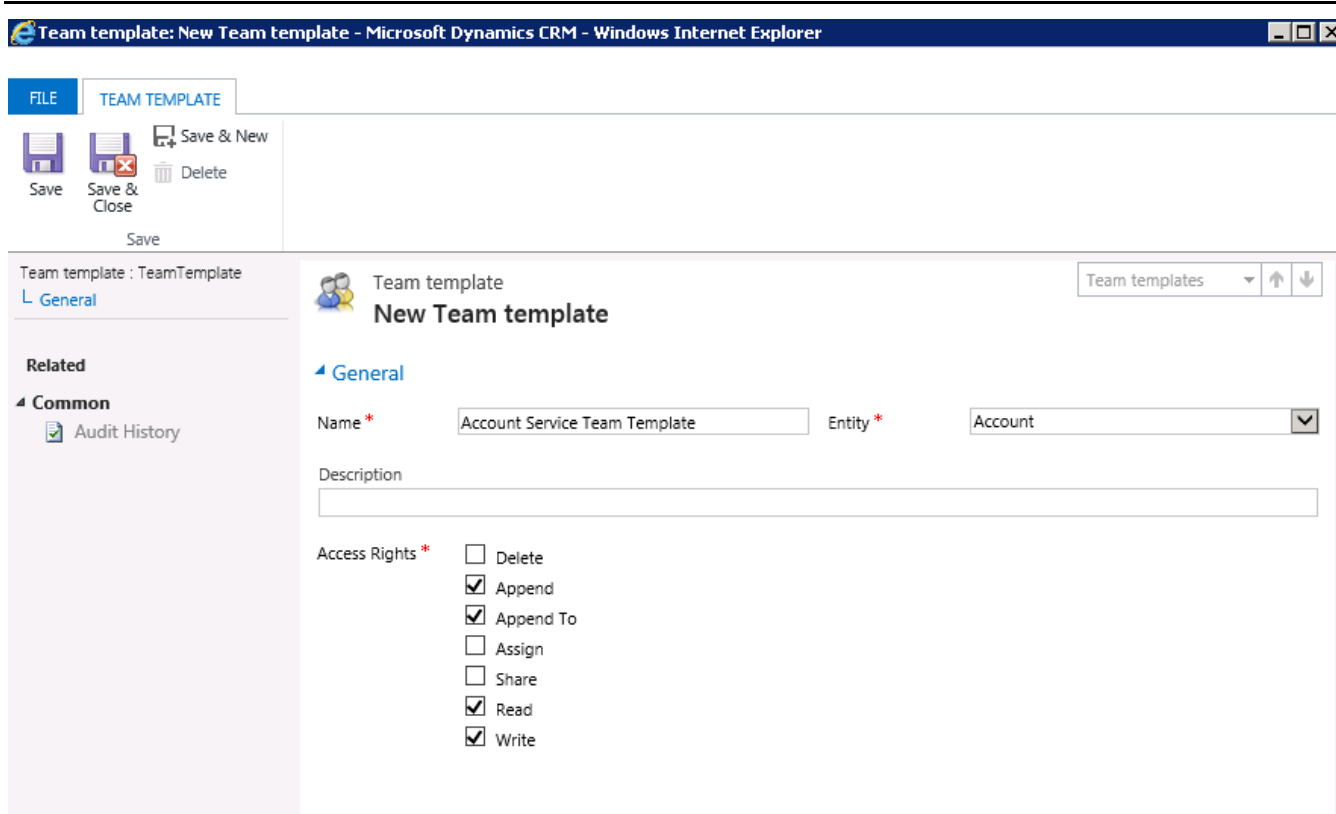 Team template: New Team template - Microsoft Dynamics CRM - Windows Internet Explorer
FILE
TEAM TEMPLATE
Save
Save &
Close
Save & New
Delete
Save
Team template : TeamTemplate
General
Related
Common
Audit History
Team template
New Team template
Team templates
General
Name *
Account Service Team Template
Entity *
Account
Description
Access Rights *
Delete
Append
Append To
Assign
Share
Read
Write